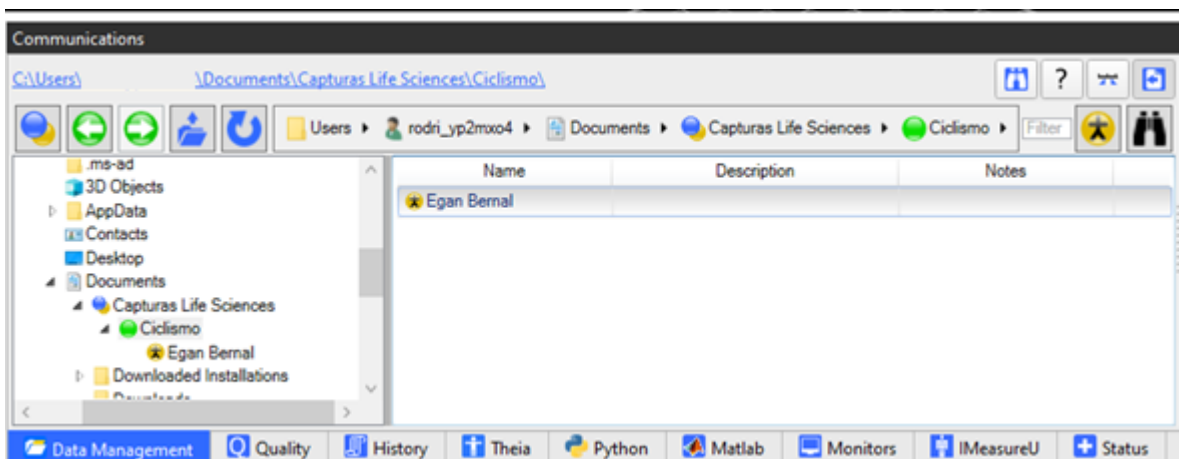 Communications
C:\Users\ \Documents\Capturas Life Sciences\Ciclismo\
?
Users rodri_yp2mxo4 Documents Capturas Life Sciences Ciclismo Filter
.ms-ad
3D Objects
AppData
Contacts
Desktop
Documents
Capturas Life Sciences
Ciclismo
Egan Bernal
Downloaded Installations
Name Description Notes
Egan Bernal
Data Management Q Quality History Theia Python Matlab Monitors IMeasureU Status